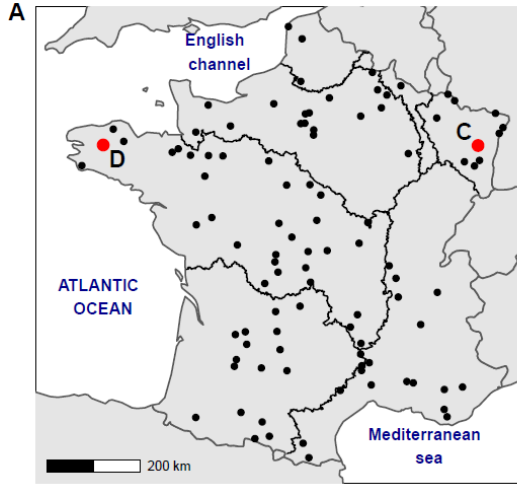 A
English
channel
C
D
ATLANTIC
OCEAN
Mediterranean
sea
200 km